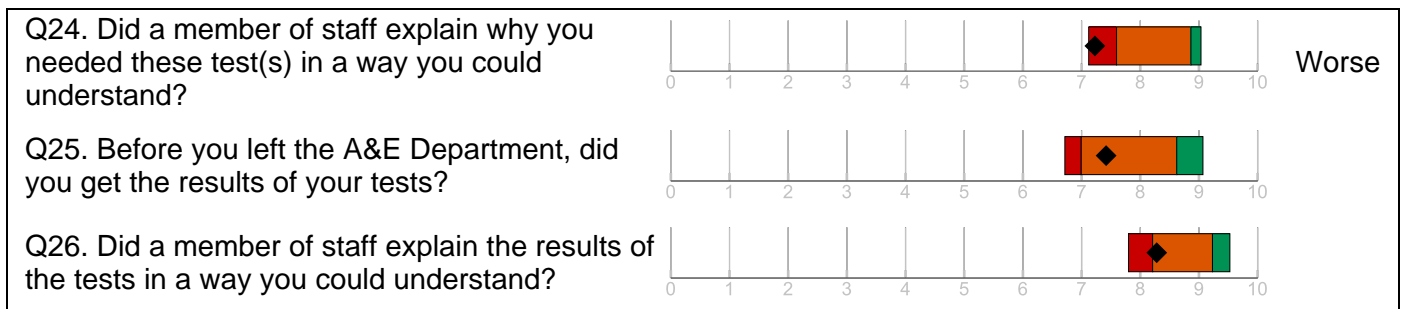 Q24. Did a member of staff explain why you
needed these test(s) in a way you could
understand?
0 1 2 3 4 5 6 7 8 9 10
Worse
Q25. Before you left the A&E Department, did
you get the results of your tests?
0 1 2 3 4 5 6 7 8 9 10
Q26. Did a member of staff explain the results of
the tests in a way you could understand?
0 1 2 3 4 5 6 7 8 9 10